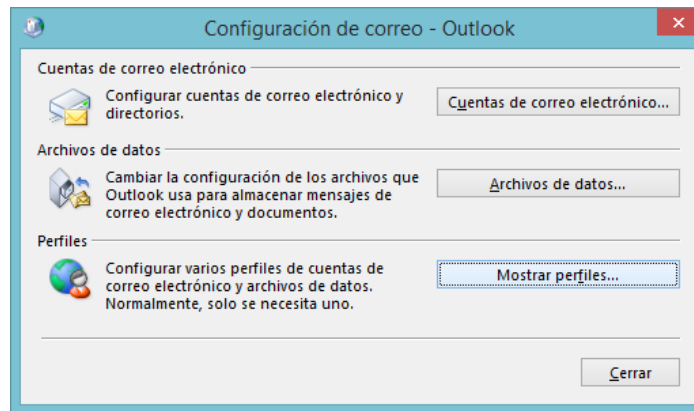 Configuración de correo - Outlook
Cuentas de correo electrónico
Configurar cuentas de correo electrónico y
directorios.
Cuentas de correo electrónico...
Archivos de datos
Cambiar la configuración de los archivos que
Outlook usa para almacenar mensajes de
correo electrónico y documentos.
Archivos de datos...
Perfiles
Configurar varios perfiles de cuentas de
correo electrónico y archivos de datos.
Normalmente, solo se necesita uno.
Mostrar perfiles...
Cerrar